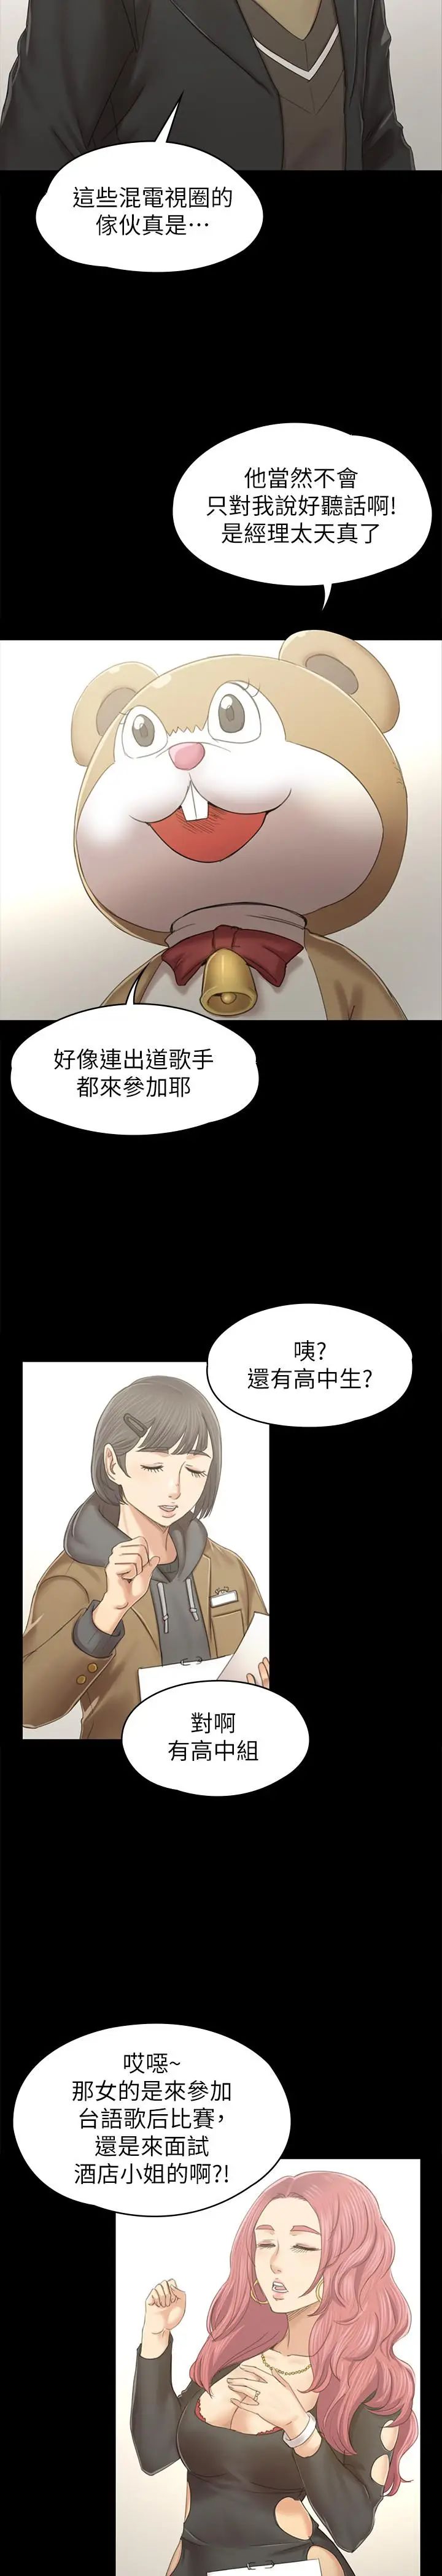 這些混電視圈的
傢伙真是…
他當然不會
只對我說好聽話啊!
是經理太天真了
好像連出道歌手
都來參加耶
咦?
還有高中生?
對啊
有高中組
哎噁~
那女的是來參加
台語歌后比賽,
還是來面試
酒店小姐的啊?!